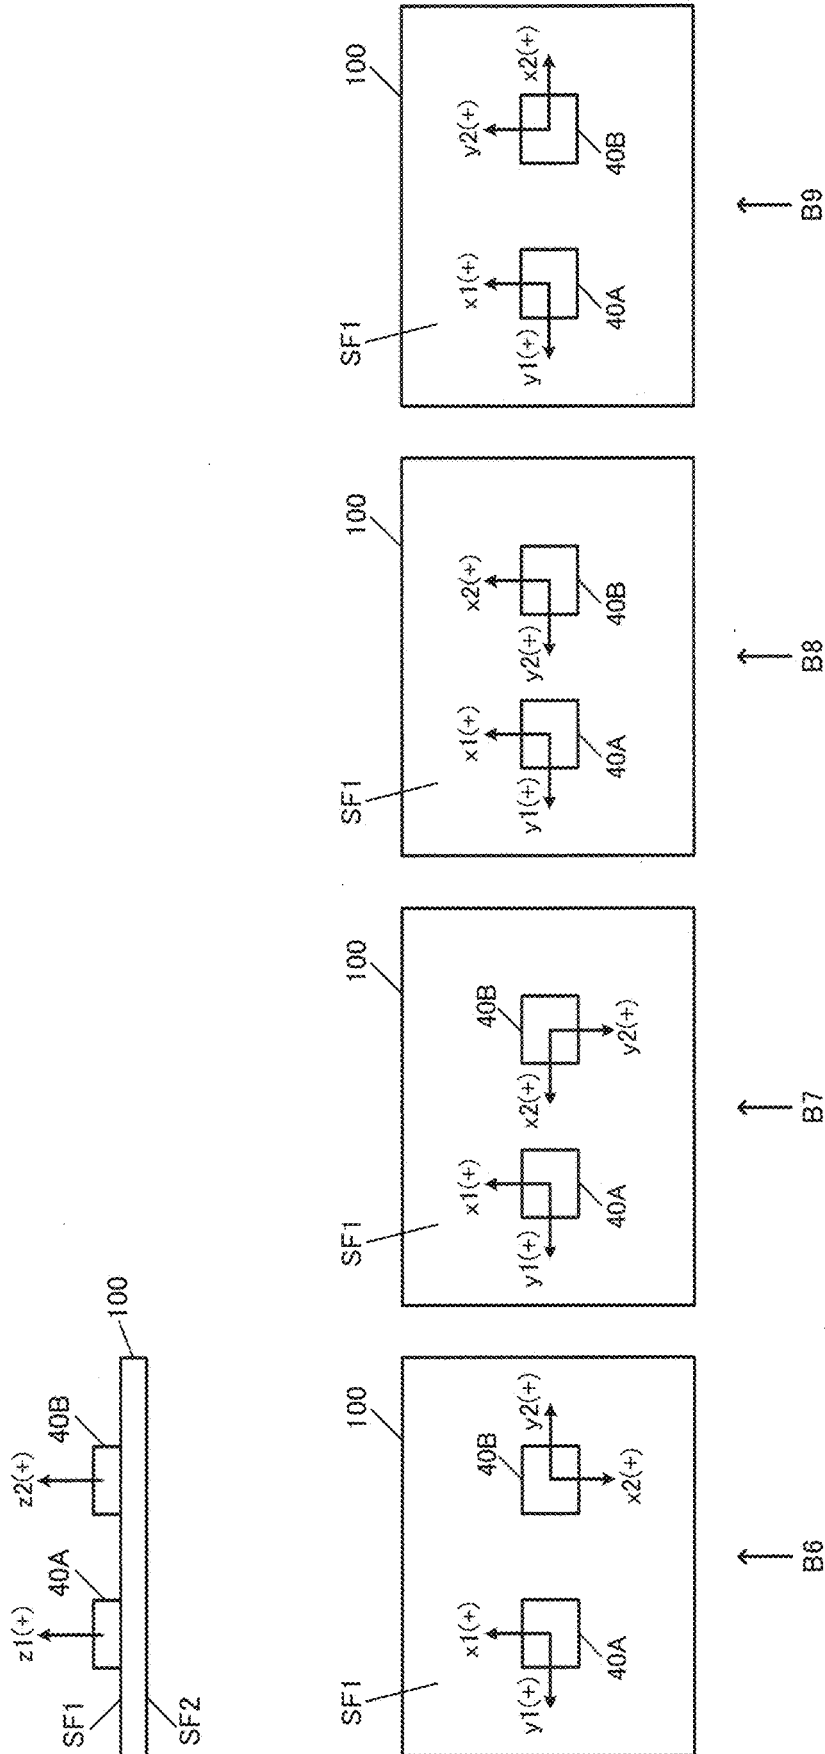 z1(+)
z2(+)
40A
40B
SF1
100
SF2
SF1
100
x1(+)
40B
y1(+)
y2(+)
40A
x2(+)
B6
SF1
100
x1(+)
40B
y1(+)
x2(+)
40A
y2(+)
B7
SF1
100
x1(+)
x2(+)
y1(+)
y2(+)
40A
40B
B8
SF1
100
x1(+)
y2(+)
y1(+)
x2(+)
40A
40B
B9